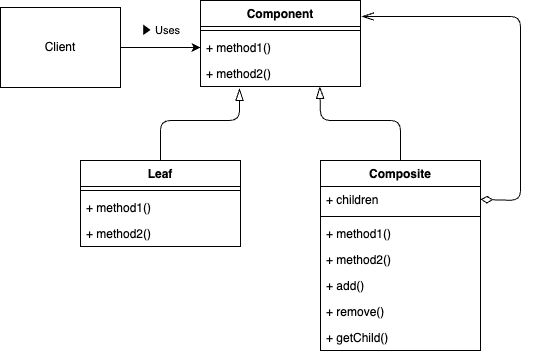 Client
Uses
Component
+ method1()
+ method2()
Leaf
+ method1()
+ method2()
Composite
+ children
+ method1()
+ method2()
+ add()
+ remove()
+ getChild()